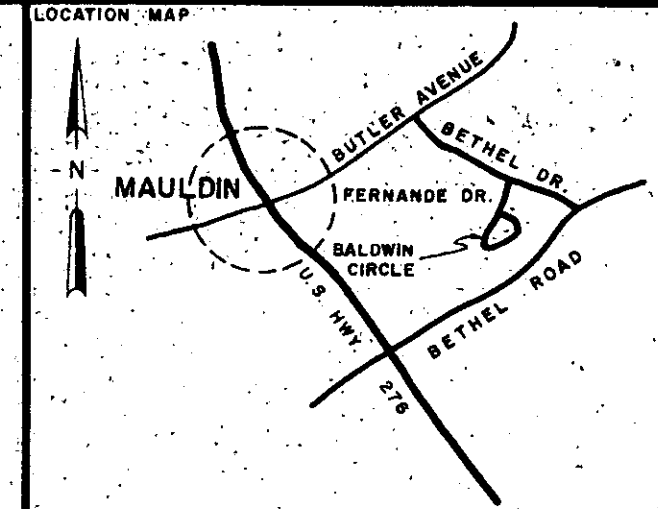 LOCATION MAP
N
BUTLER AVENUE
BETHEL DR.
MAULDIN
FERNANDE DR.
BALDWIN
CIRCLE
U.S. HWY. 276
BETHEL ROAD